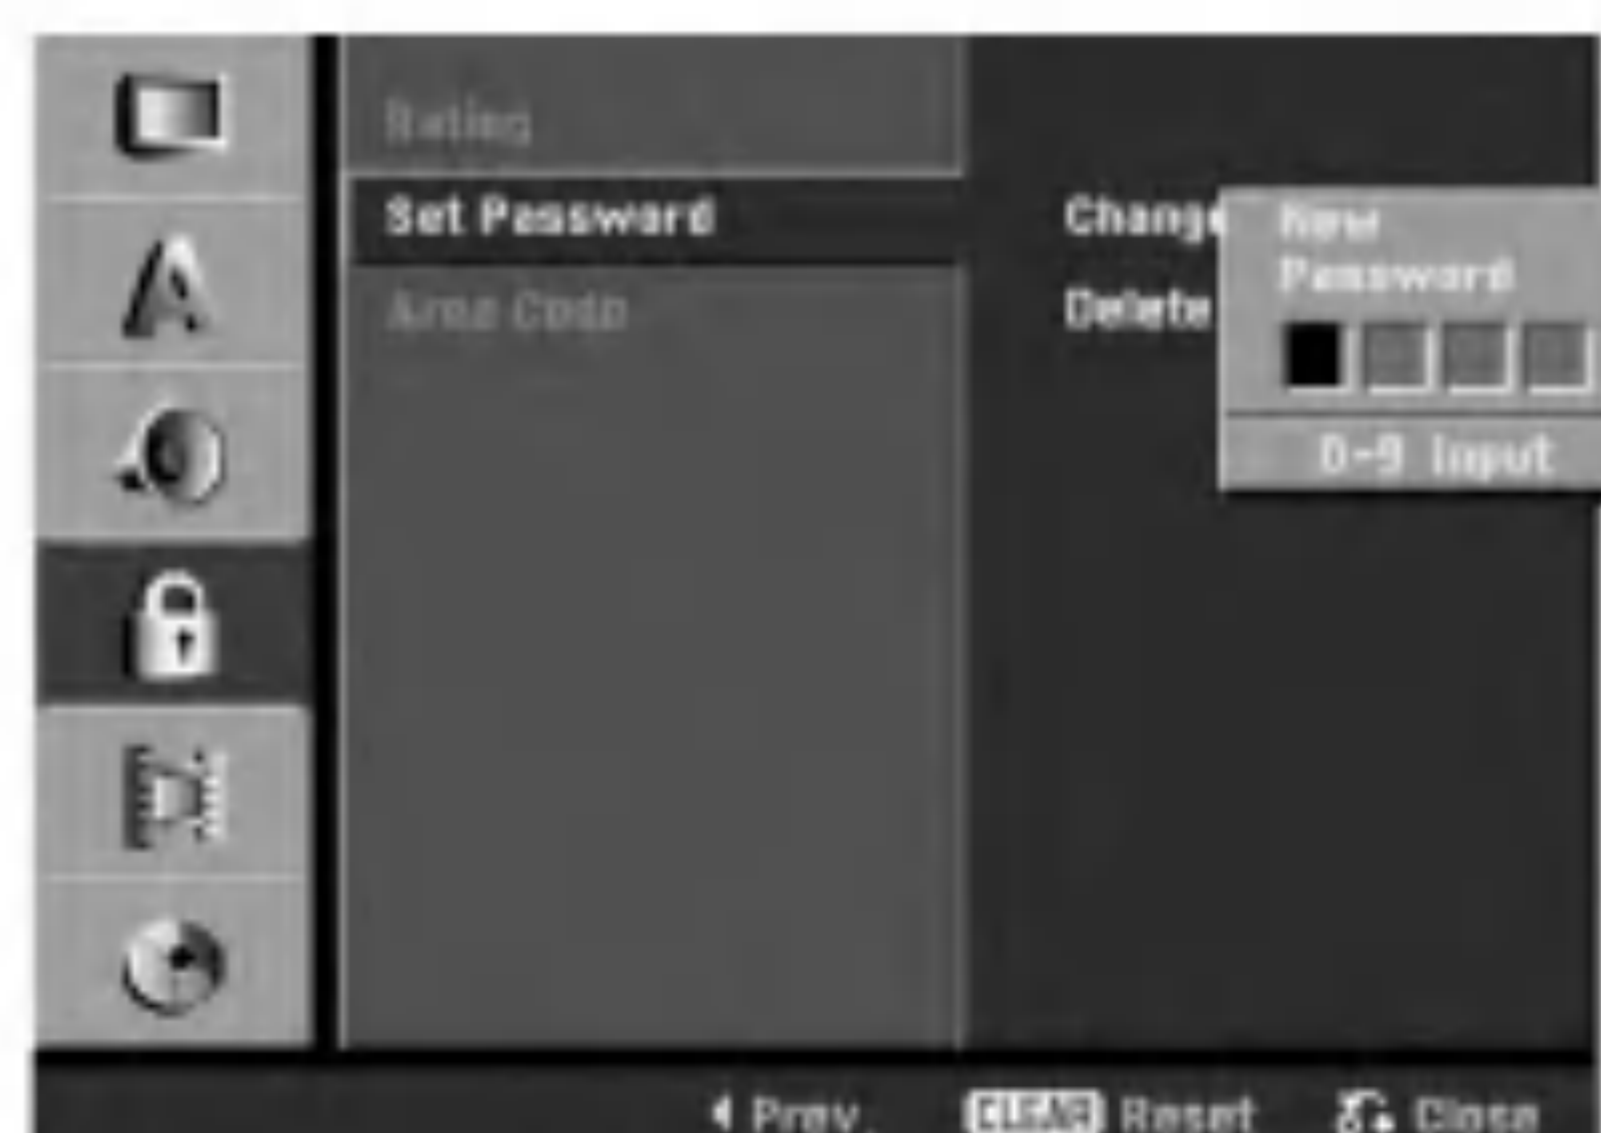 Rating
Set Password
Change
Delete
Area Code
New
Password
0-9 Input
Prev.
CLEAR Reset
Close